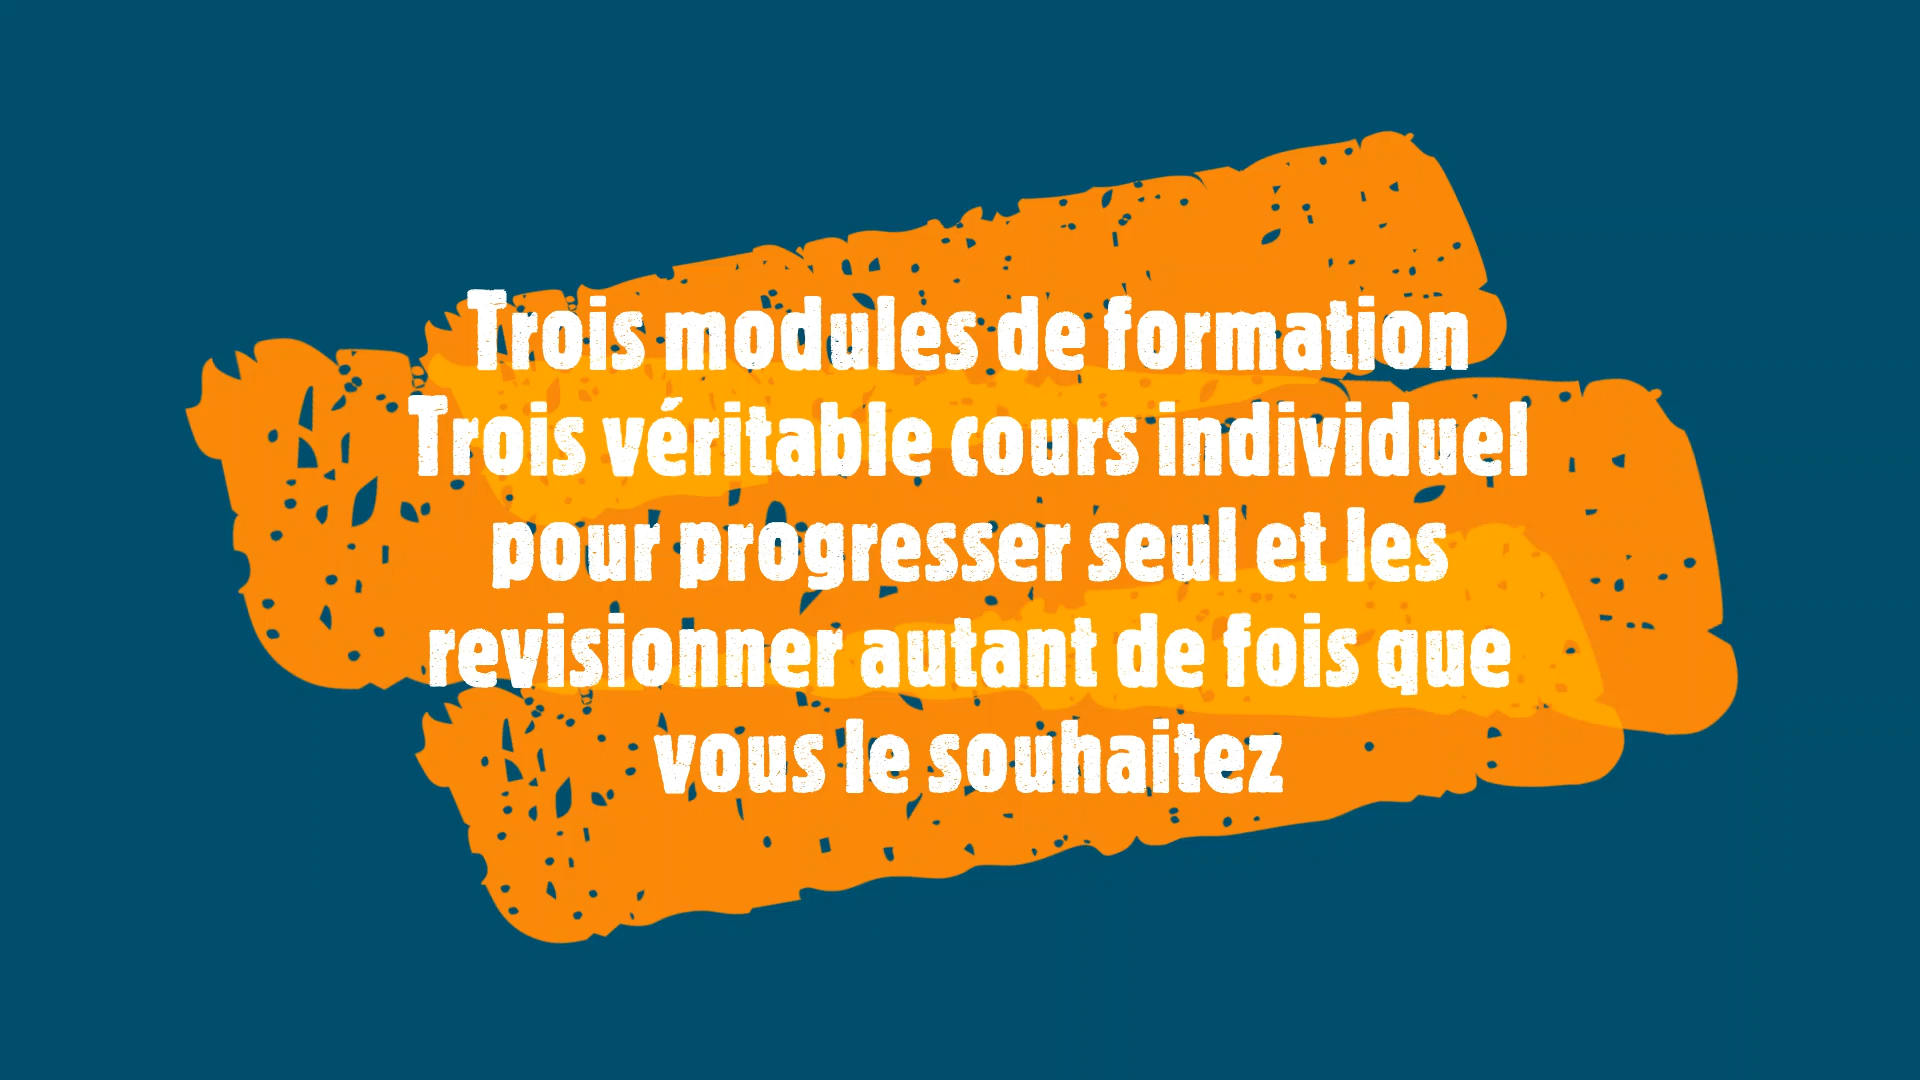 Trois modules de formation
Trois véritable cours individuel
pour progresser seul et les
revisionner autant de fois que
vous le souhaitez